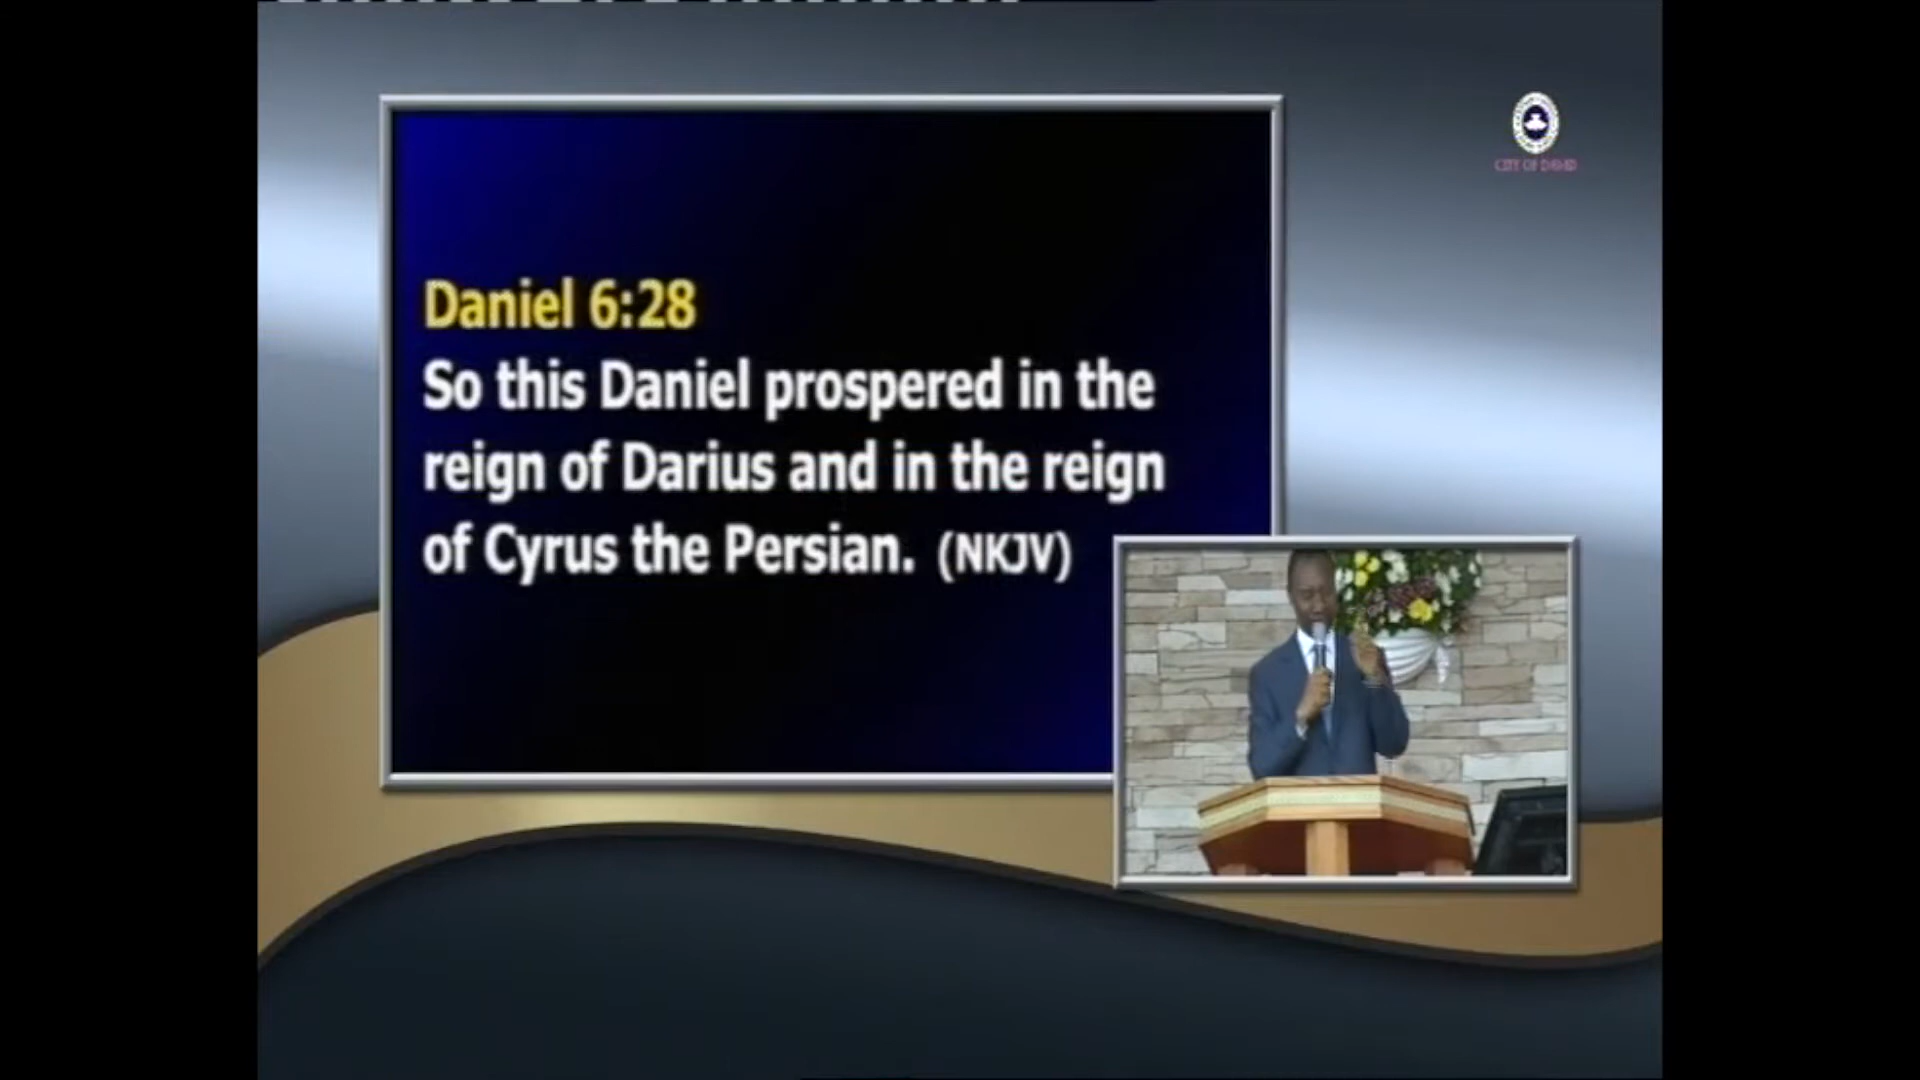 CITY OF DAVID
Daniel 6:28
So this Daniel prospered in the
reign of Darius and in the reign
of Cyrus the Persian. (NKJV)